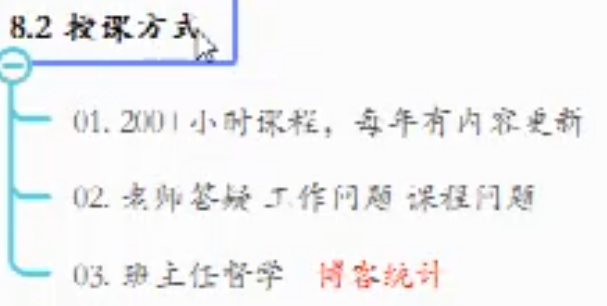 8.2 授课方式
01. 200+小时课程，每年有内容更新
02. 老师答疑 工作问题 课程问题
03. 班主任督学 博客统计